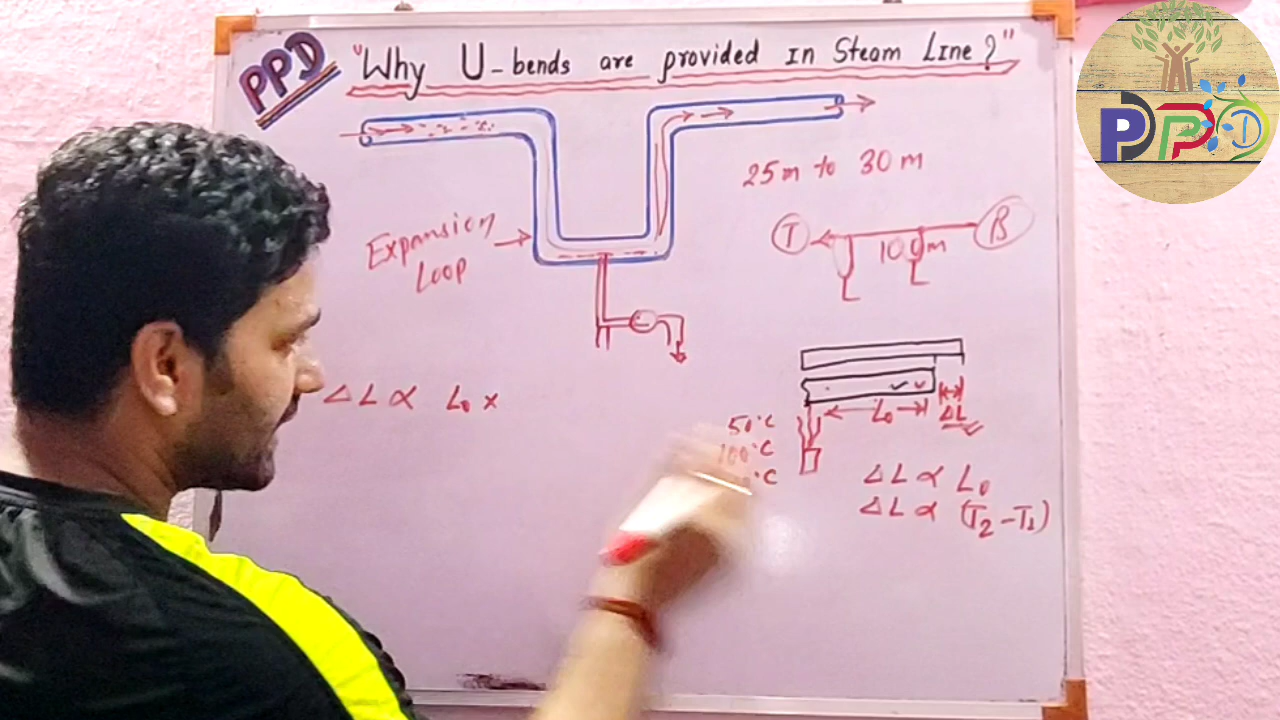 PPD
"Why U-bends are provided in Steam Line?"
PPD
25m to 30m
Expansion
Loop
T 100m B
ΔL ∝ L₀ x
L₀ ΔL
50°C
100°C
°C
ΔL ∝ L₀
ΔL ∝ (T₂-T₁)